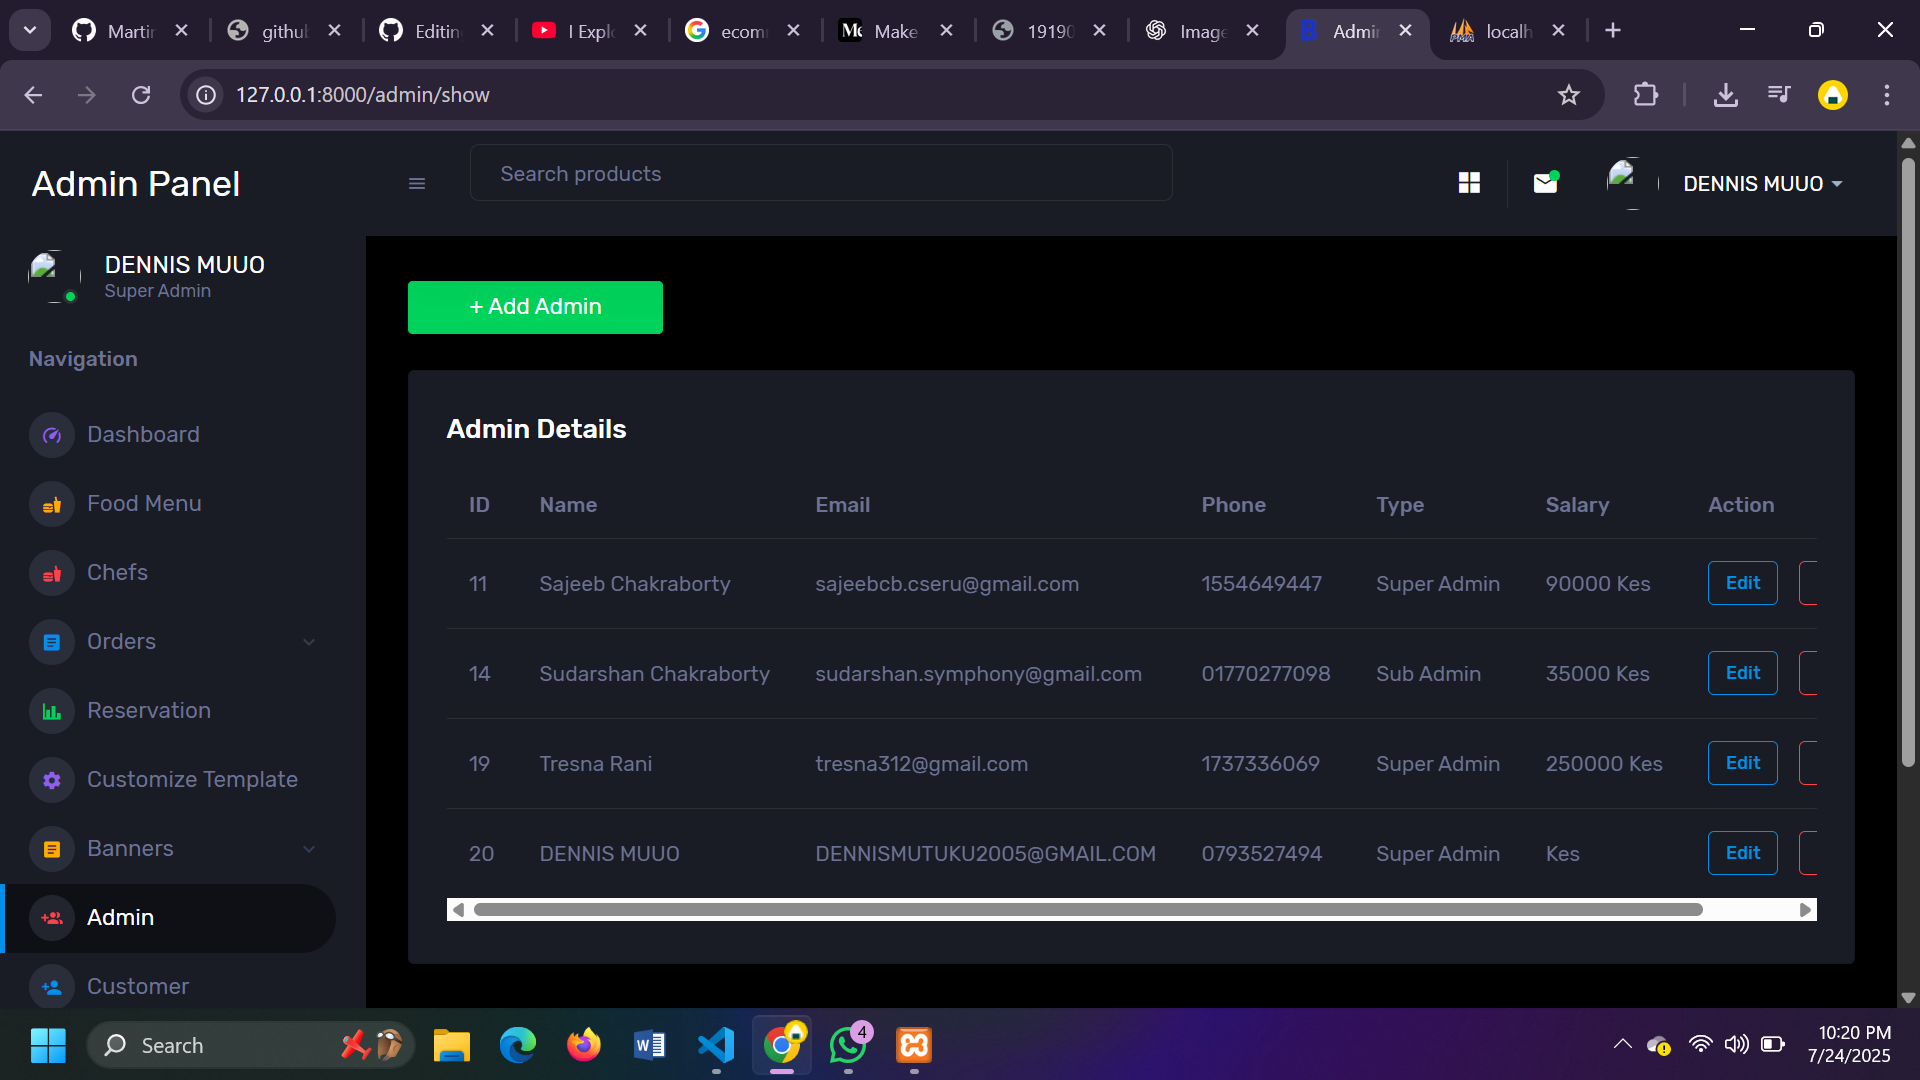 Martin
githu
Editin
I Expl
ecom
Make
19190
Image
Admi
localh
127.0.0.1:8000/admin/show
Admin Panel
Search products
DENNIS MUUO
DENNIS MUUO
Super Admin
+ Add Admin
Navigation
Dashboard
Food Menu
Chefs
Orders
Reservation
Customize Template
Banners
Admin
Customer
Admin Details
ID Name Email Phone Type Salary Action
11 Sajeeb Chakraborty sajeebcb.cseru@gmail.com 1554649447 Super Admin 90000 Kes Edit
14 Sudarshan Chakraborty sudarshan.symphony@gmail.com 01770277098 Sub Admin 35000 Kes Edit
19 Tresna Rani tresna312@gmail.com 1737336069 Super Admin 250000 Kes Edit
20 DENNIS MUUO DENNISMUTUKU2005@GMAIL.COM 0793527494 Super Admin Kes Edit
Search
4
10:20 PM
7/24/2025